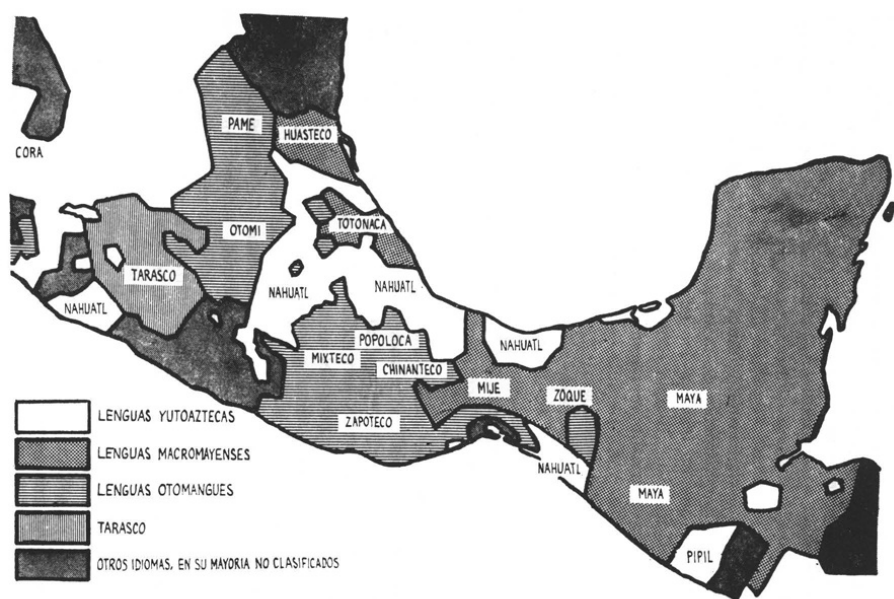 PAME
HUASTECO
CORA
OTOMI
TOTONACA
TARASCO
NAHUATL
NAHUATL
NAHUATL
POPOLOCA
NAHUATL
MIXTECO
CHINANTECO
MIJE
ZOQUE
MAYA
ZAPOTECO
NAHUATL
MAYA
PIPIL
LENGUAS YUTOAZTECAS
LENGUAS MACROMAYENSES
LENGUAS OTOMANGUES
TARASCO
OTROS IDIOMAS, EN SU MAYORIA NO CLASIFICADOS